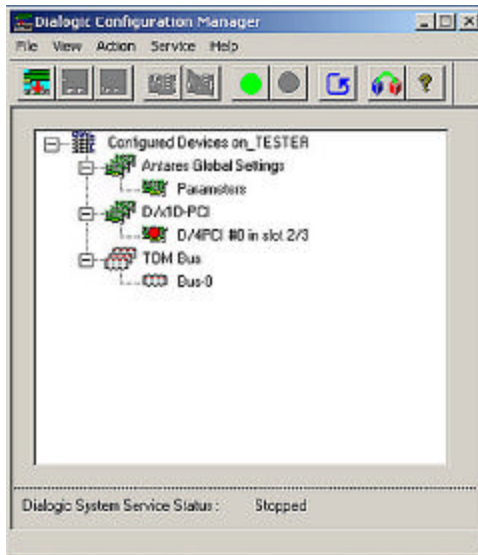 Dialogic Configuration Manager
File View Action Service Help
Configured Devices on_TESTER
Antares Global Settings
Parameters
D/x1D-PCI
D/4PCI #0 in slot 2/3
TDM Bus
Bus-0
Dialogic System Service Status : Stopped